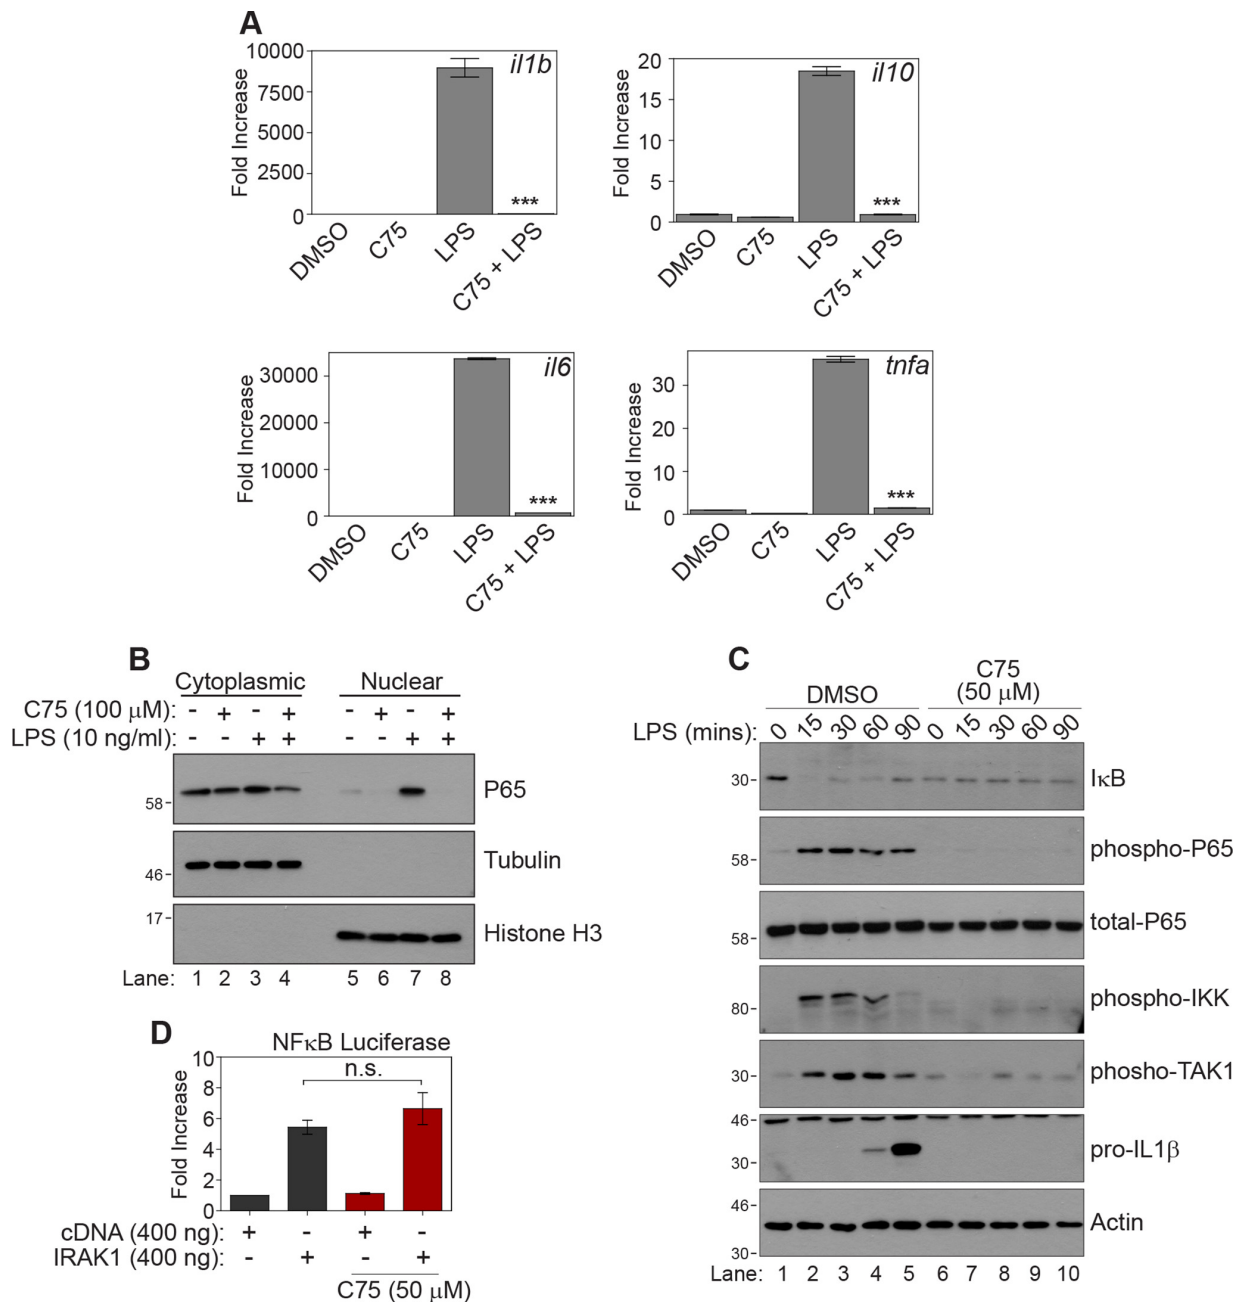 A
il1b
Fold Increase
10000
7500
5000
2500
0
***
DMSO
C75
LPS
C75 + LPS
il10
Fold Increase
20
15
10
5
0
***
DMSO
C75
LPS
C75 + LPS
il6
Fold Increase
30000
20000
10000
0
***
DMSO
C75
LPS
C75 + LPS
tnfa
Fold Increase
30
20
10
0
***
DMSO
C75
LPS
C75 + LPS
B
Cytoplasmic Nuclear
C75 (100 μM): - + - + - + - +
LPS (10 ng/ml): - - + + - - + +
58- P65
46- Tubulin
17- Histone H3
Lane: 1 2 3 4 5 6 7 8
C
DMSO C75 (50 μM)
LPS (mins): 0 15 30 60 90 0 15 30 60 90
30- IκB
58- phospho-P65
58- total-P65
80- phospho-IKK
30- phosho-TAK1
46-
30- pro-IL1β
46-
30- Actin
Lane: 1 2 3 4 5 6 7 8 9 10
D
NFκB Luciferase
n.s.
Fold Increase
10
8
6
4
2
0
cDNA (400 ng): + - + -
IRAK1 (400 ng): - + - +
C75 (50 μM)